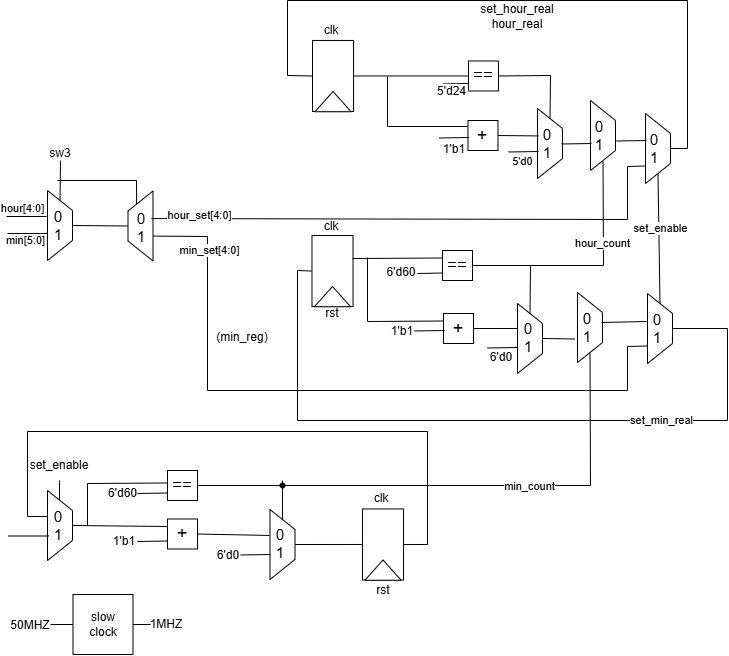 set_hour_real
hour_real
clk
==
5'd24
+
1'b1
0
1
5'd0
0
1
0
1
sw3
hour[4:0]
min[5:0]
0
1
0
1
hour_set[4:0]
min_set[4:0]
set_enable
hour_count
clk
rst
==
6'd60
+
1'b1
0
1
6'd0
0
1
0
1
(min_reg)
set_min_real
set_enable
0
1
==
6'd60
+
1'b1
0
1
6'd0
min_count
clk
rst
50MHZ
slow
clock
1MHZ